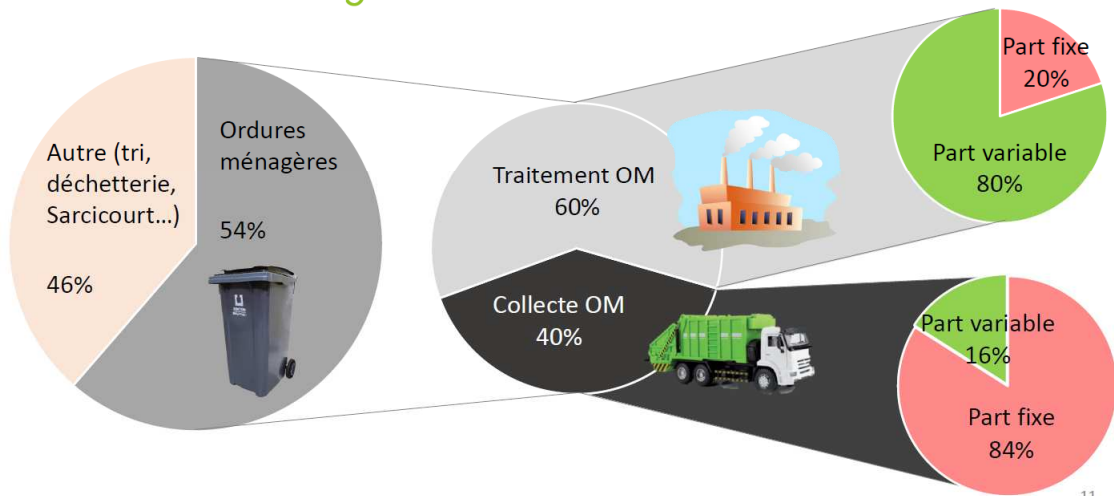 Autre (tri,
déchetterie,
Sarcicourt…)
46%
Ordures
ménagères
54%
Traitement OM
60%
Collecte OM
40%
Part fixe
20%
Part variable
80%
Part variable
16%
Part fixe
84%
11